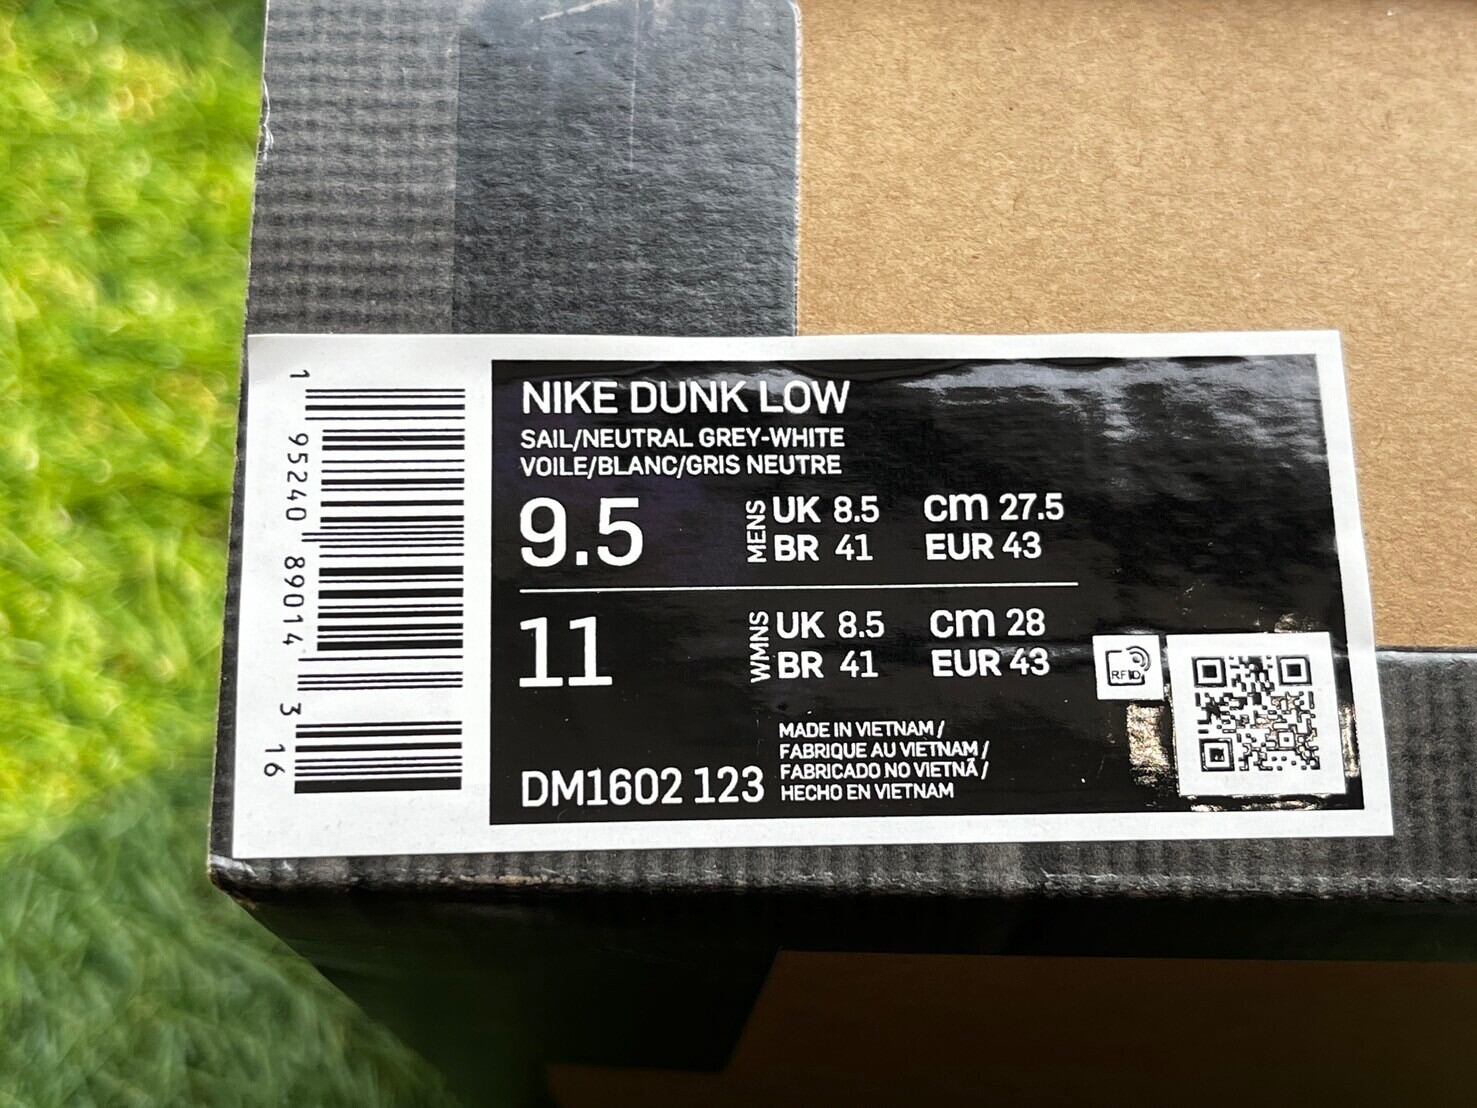 1 95240 89014 3 16
NIKE DUNK LOW
SAIL/NEUTRAL GREY-WHITE
VOILE/BLANC/GRIS NEUTRE
9.5 MENS UK 8.5 cm 27.5
BR 41 EUR 43
11 WMNS UK 8.5 cm 28
BR 41 EUR 43
RFID
DM1602 123
MADE IN VIETNAM /
FABRIQUE AU VIETNAM /
FABRICADO NO VIETNÃ /
HECHO EN VIETNAM